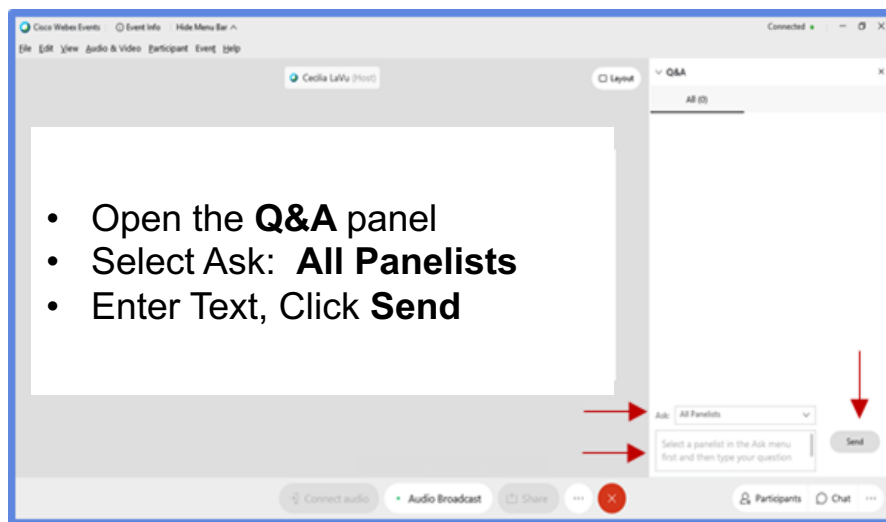 Cisco Webex Events Event Info Hide Menu Bar Connected
File Edit View Audio & Video Participant Event Help
Cecilia LaVu (Host)
Layout
Q&A
All (0)
• Open the Q&A panel
• Select Ask: All Panelists
• Enter Text, Click Send
Ask: All Panelists
Select a panelist in the Ask menu
first and then type your question
Send
Connect audio Audio Broadcast Share Participants Chat